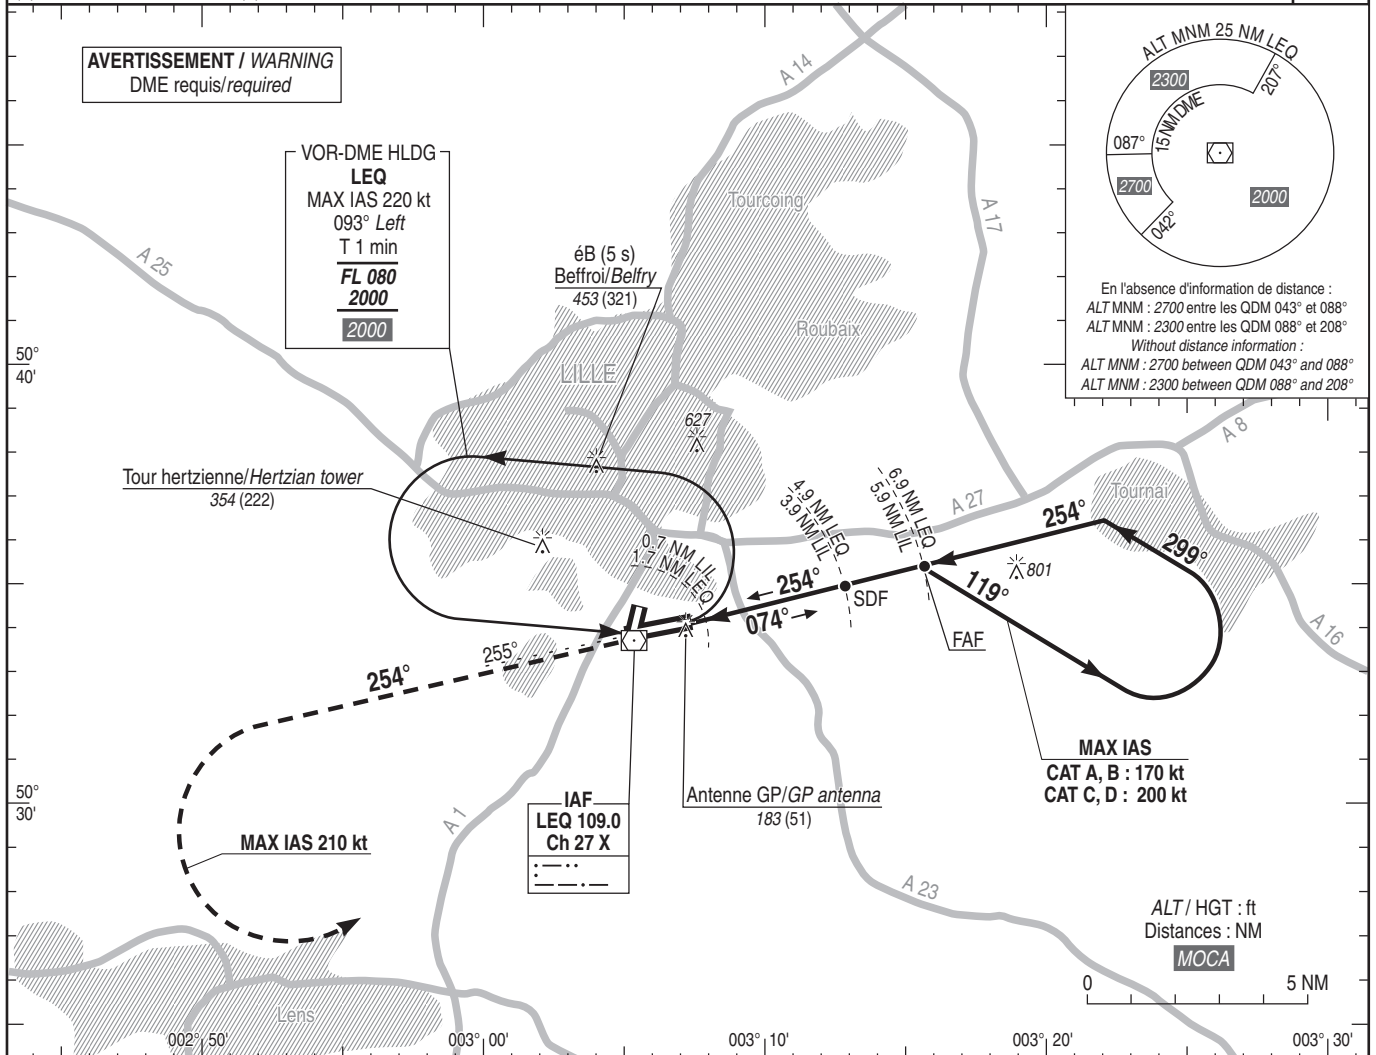 AVERTISSEMENT / WARNING
DME requis/required
VOR-DME HLDG
LEQ
MAX IAS 220 kt
093° Left
T 1 min
FL 080
2000
2000
éB (5 s)
Beffroi/Belfry
453 (321)
Tour hertzienne/Hertzian tower
354 (222)
A 14
A 17
A 25
Tourcoing
Roubaix
LILLE
627
ALT MNM 25 NM LEQ
2300
207°
15 NM DME
087°
2700
2000
042°
En l'absence d'information de distance :
ALT MNM : 2700 entre les QDM 043° et 088°
ALT MNM : 2300 entre les QDM 088° et 208°
Without distance information :
ALT MNM : 2700 between QDM 043° and 088°
ALT MNM : 2300 between QDM 088° and 208°
50°
40'
A 8
A 27
Tournai
4.9 NM LEQ
3.9 NM LIL
6.9 NM LEQ
5.9 NM LIL
0.7 NM LIL
1.7 NM LEQ
254°
299°
801
119°
254°
074°
SDF
FAF
A 16
255°
254°
MAX IAS
CAT A, B : 170 kt
CAT C, D : 200 kt
50°
30'
MAX IAS 210 kt
A 1
IAF
LEQ 109.0
Ch 27 X
Antenne GP/GP antenna
183 (51)
A 23
ALT / HGT : ft
Distances : NM
MOCA
0 5 NM
Lens
002° 50'
003° 00'
003° 10'
003° 20'
003° 30'